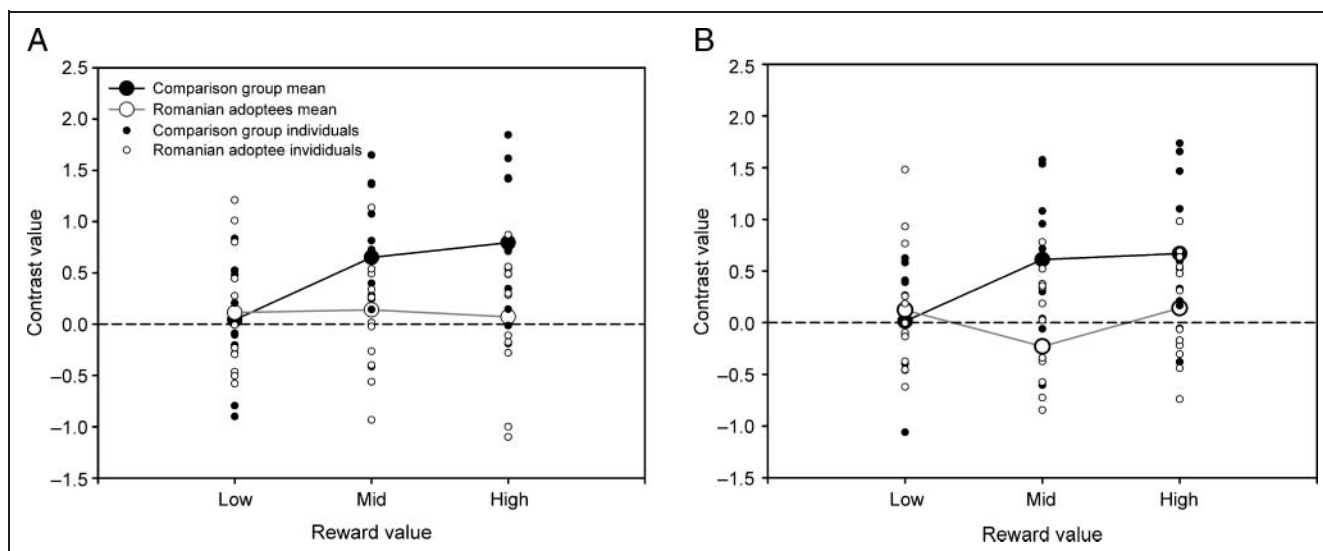 A
2.5
2.0
1.5
1.0
0.5
0.0
–0.5
–1.0
–1.5
Contrast value
Comparison group mean
Romanian adoptees mean
Comparison group individuals
Romanian adoptee invididuals
Low Mid High
Reward value
B
2.5
2.0
1.5
1.0
0.5
0.0
–0.5
–1.0
–1.5
Contrast value
Low Mid High
Reward value